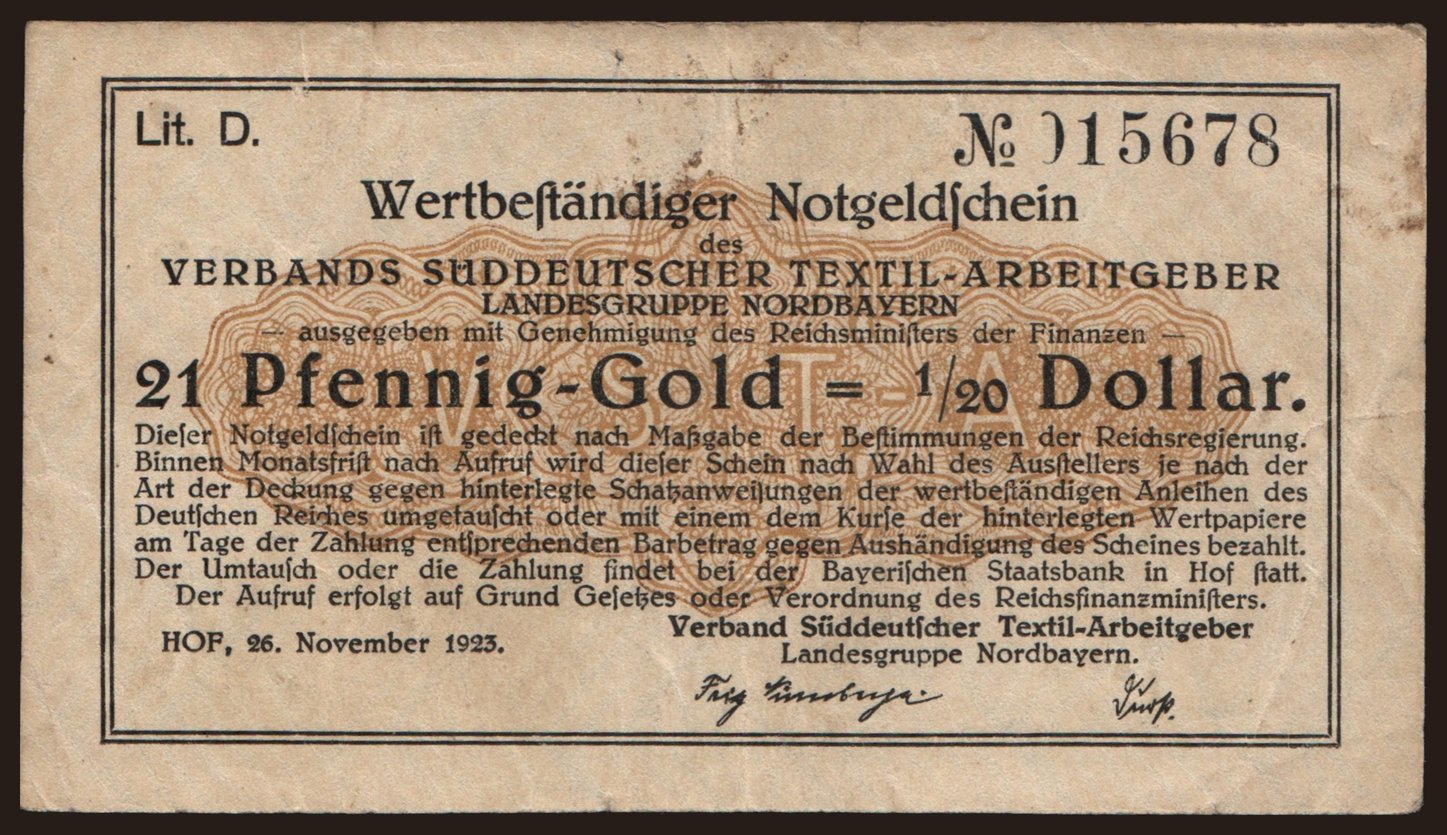 Lit. D.
№ 015678
Wertbeſtändiger Notgeldſchein
des
VERBANDS SÜDDEUTSCHER TEXTIL-ARBEITGEBER
LANDESGRUPPE NORDBAYERN
— ausgegeben mit Genehmigung des Reichsminiſters der Finanzen —
V S T - A
21 Pfennig-Gold = 1/20 Dollar.
Dieſer Notgeldſchein iſt gedeckt nach Maßgabe der Beſtimmungen der Reichsregierung.
Binnen Monatsfriſt nach Aufruf wird dieſer Schein nach Wahl des Ausſtellers je nach der
Art der Deckung gegen hinterlegte Schatzanweiſungen der wertbeſtändigen Anleihen des
Deutſchen Reiches umgetauſcht oder mit einem dem Kurſe der hinterlegten Wertpapiere
am Tage der Zahlung entſprechenden Barbetrag gegen Aushändigung des Scheines bezahlt.
Der Umtauſch oder die Zahlung findet bei der Bayeriſchen Staatsbank in Hof ſtatt.
Der Aufruf erfolgt auf Grund Geſetzes oder Verordnung des Reichsfinanzminiſters.
HOF, 26. November 1923.
Verband Süddeutſcher Textil-Arbeitgeber
Landesgruppe Nordbayern.